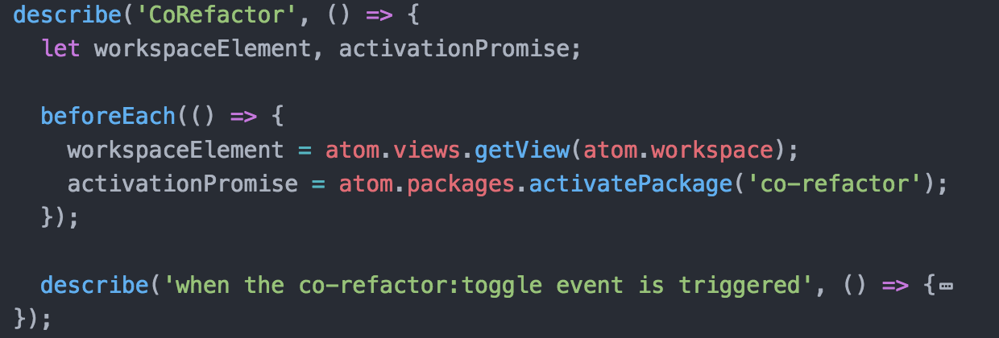 describe('CoRefactor', () => {
  let workspaceElement, activationPromise;

  beforeEach(() => {
    workspaceElement = atom.views.getView(atom.workspace);
    activationPromise = atom.packages.activatePackage('co-refactor');
  });

  describe('when the co-refactor:toggle event is triggered', () => {…
});